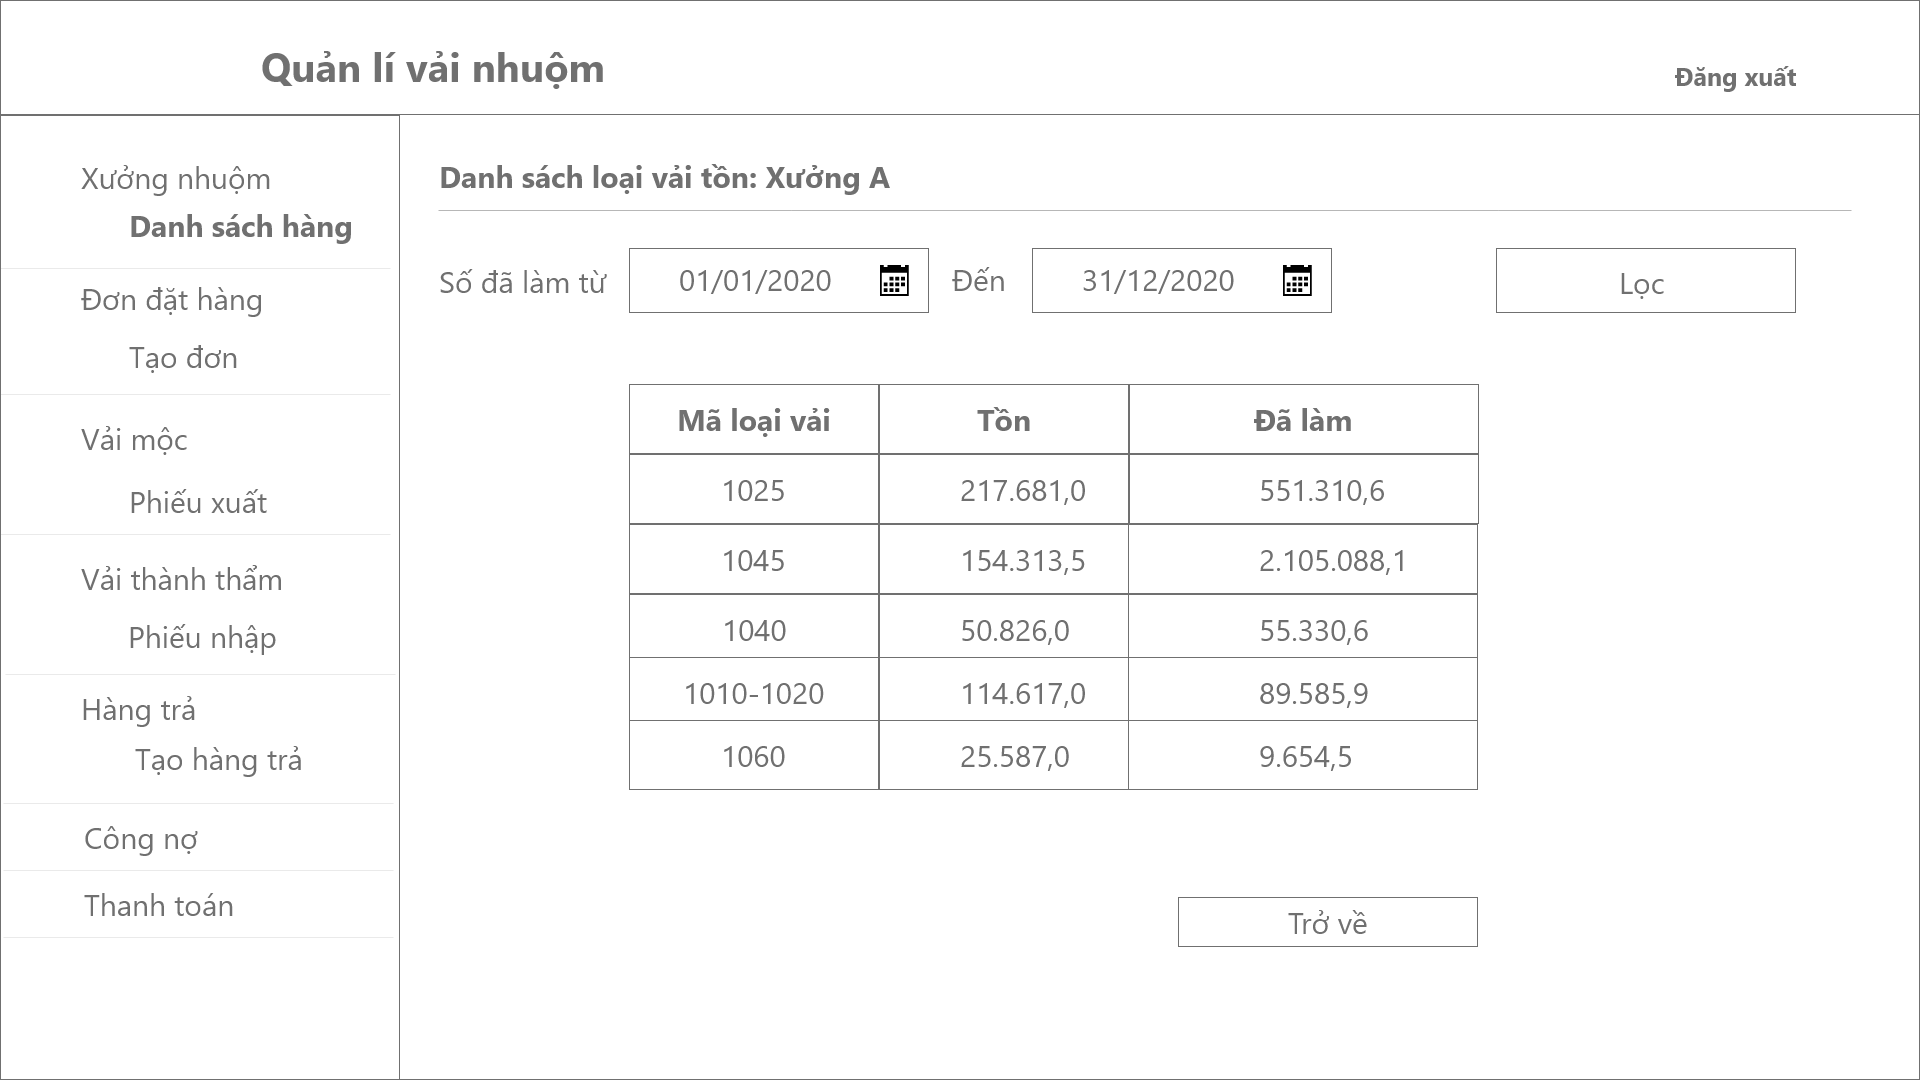 Quản lí vải nhuộm
Đăng xuất
Xưởng nhuộm
Danh sách hàng
Đơn đặt hàng
Tạo đơn
Vải mộc
Phiếu xuất
Vải thành thẩm
Phiếu nhập
Hàng trả
Tạo hàng trả
Công nợ
Thanh toán
Danh sách loại vải tồn: Xưởng A
Số đã làm từ 01/01/2020 Đến 31/12/2020 Lọc
Mã loại vải Tồn Đã làm
1025 217.681,0 551.310,6
1045 154.313,5 2.105.088,1
1040 50.826,0 55.330,6
1010-1020 114.617,0 89.585,9
1060 25.587,0 9.654,5
Trở về